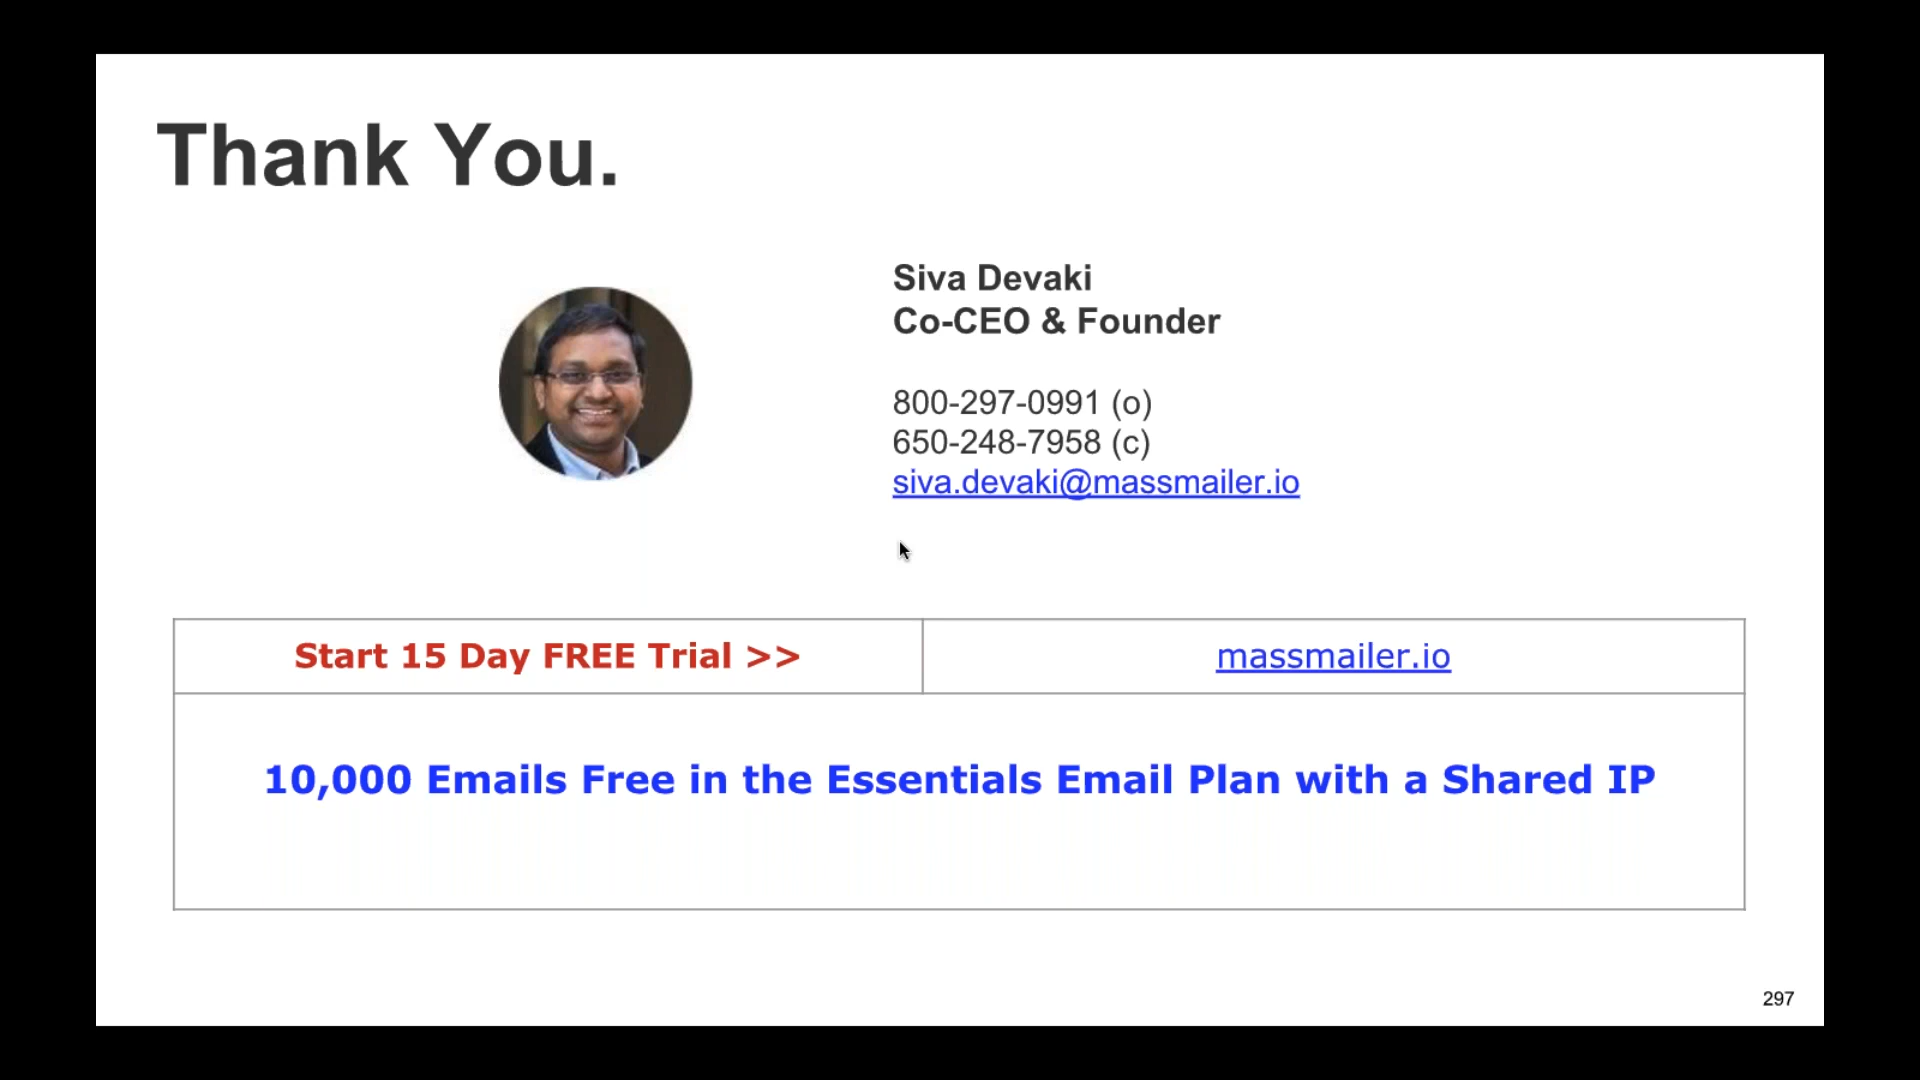 Thank You.
Siva Devaki
Co-CEO & Founder
800-297-0991 (o)
650-248-7958 (c)
siva.devaki@massmailer.io
Start 15 Day FREE Trial >>
massmailer.io
10,000 Emails Free in the Essentials Email Plan with a Shared IP
297